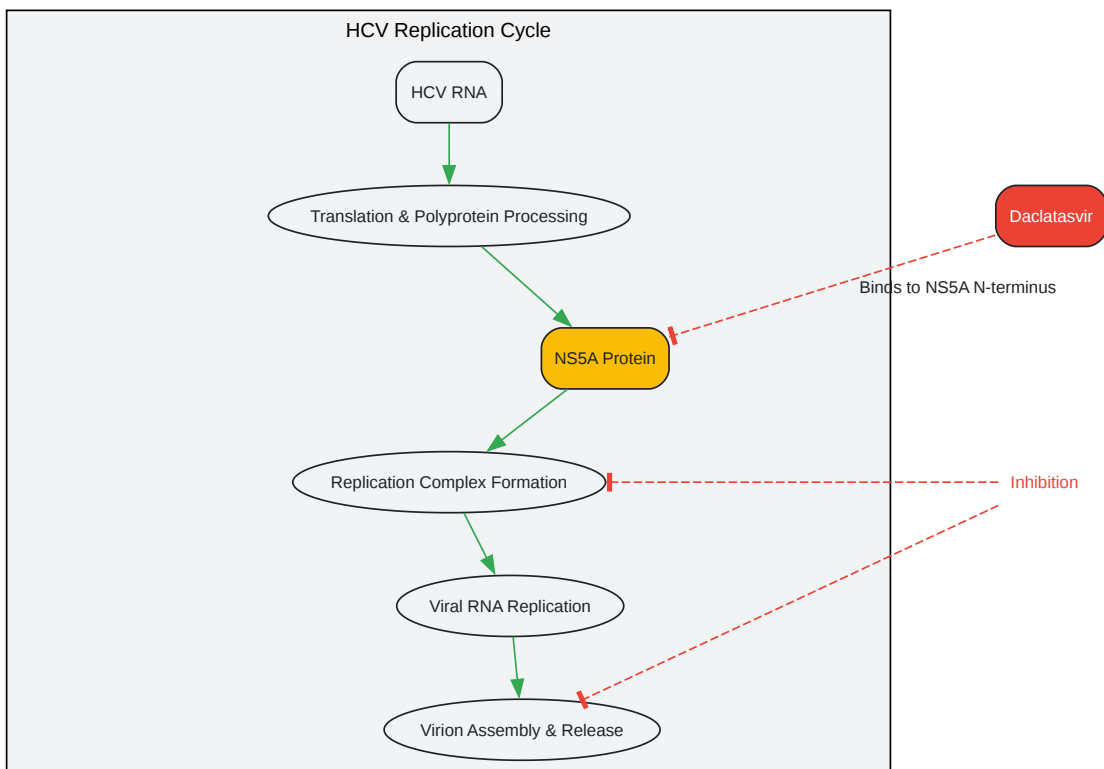 HCV Replication Cycle
HCV RNA
Translation & Polyprotein Processing
Daclatasvir
Binds to NS5A N-terminus
NS5A Protein
Replication Complex Formation
Inhibition
Viral RNA Replication
Virion Assembly & Release